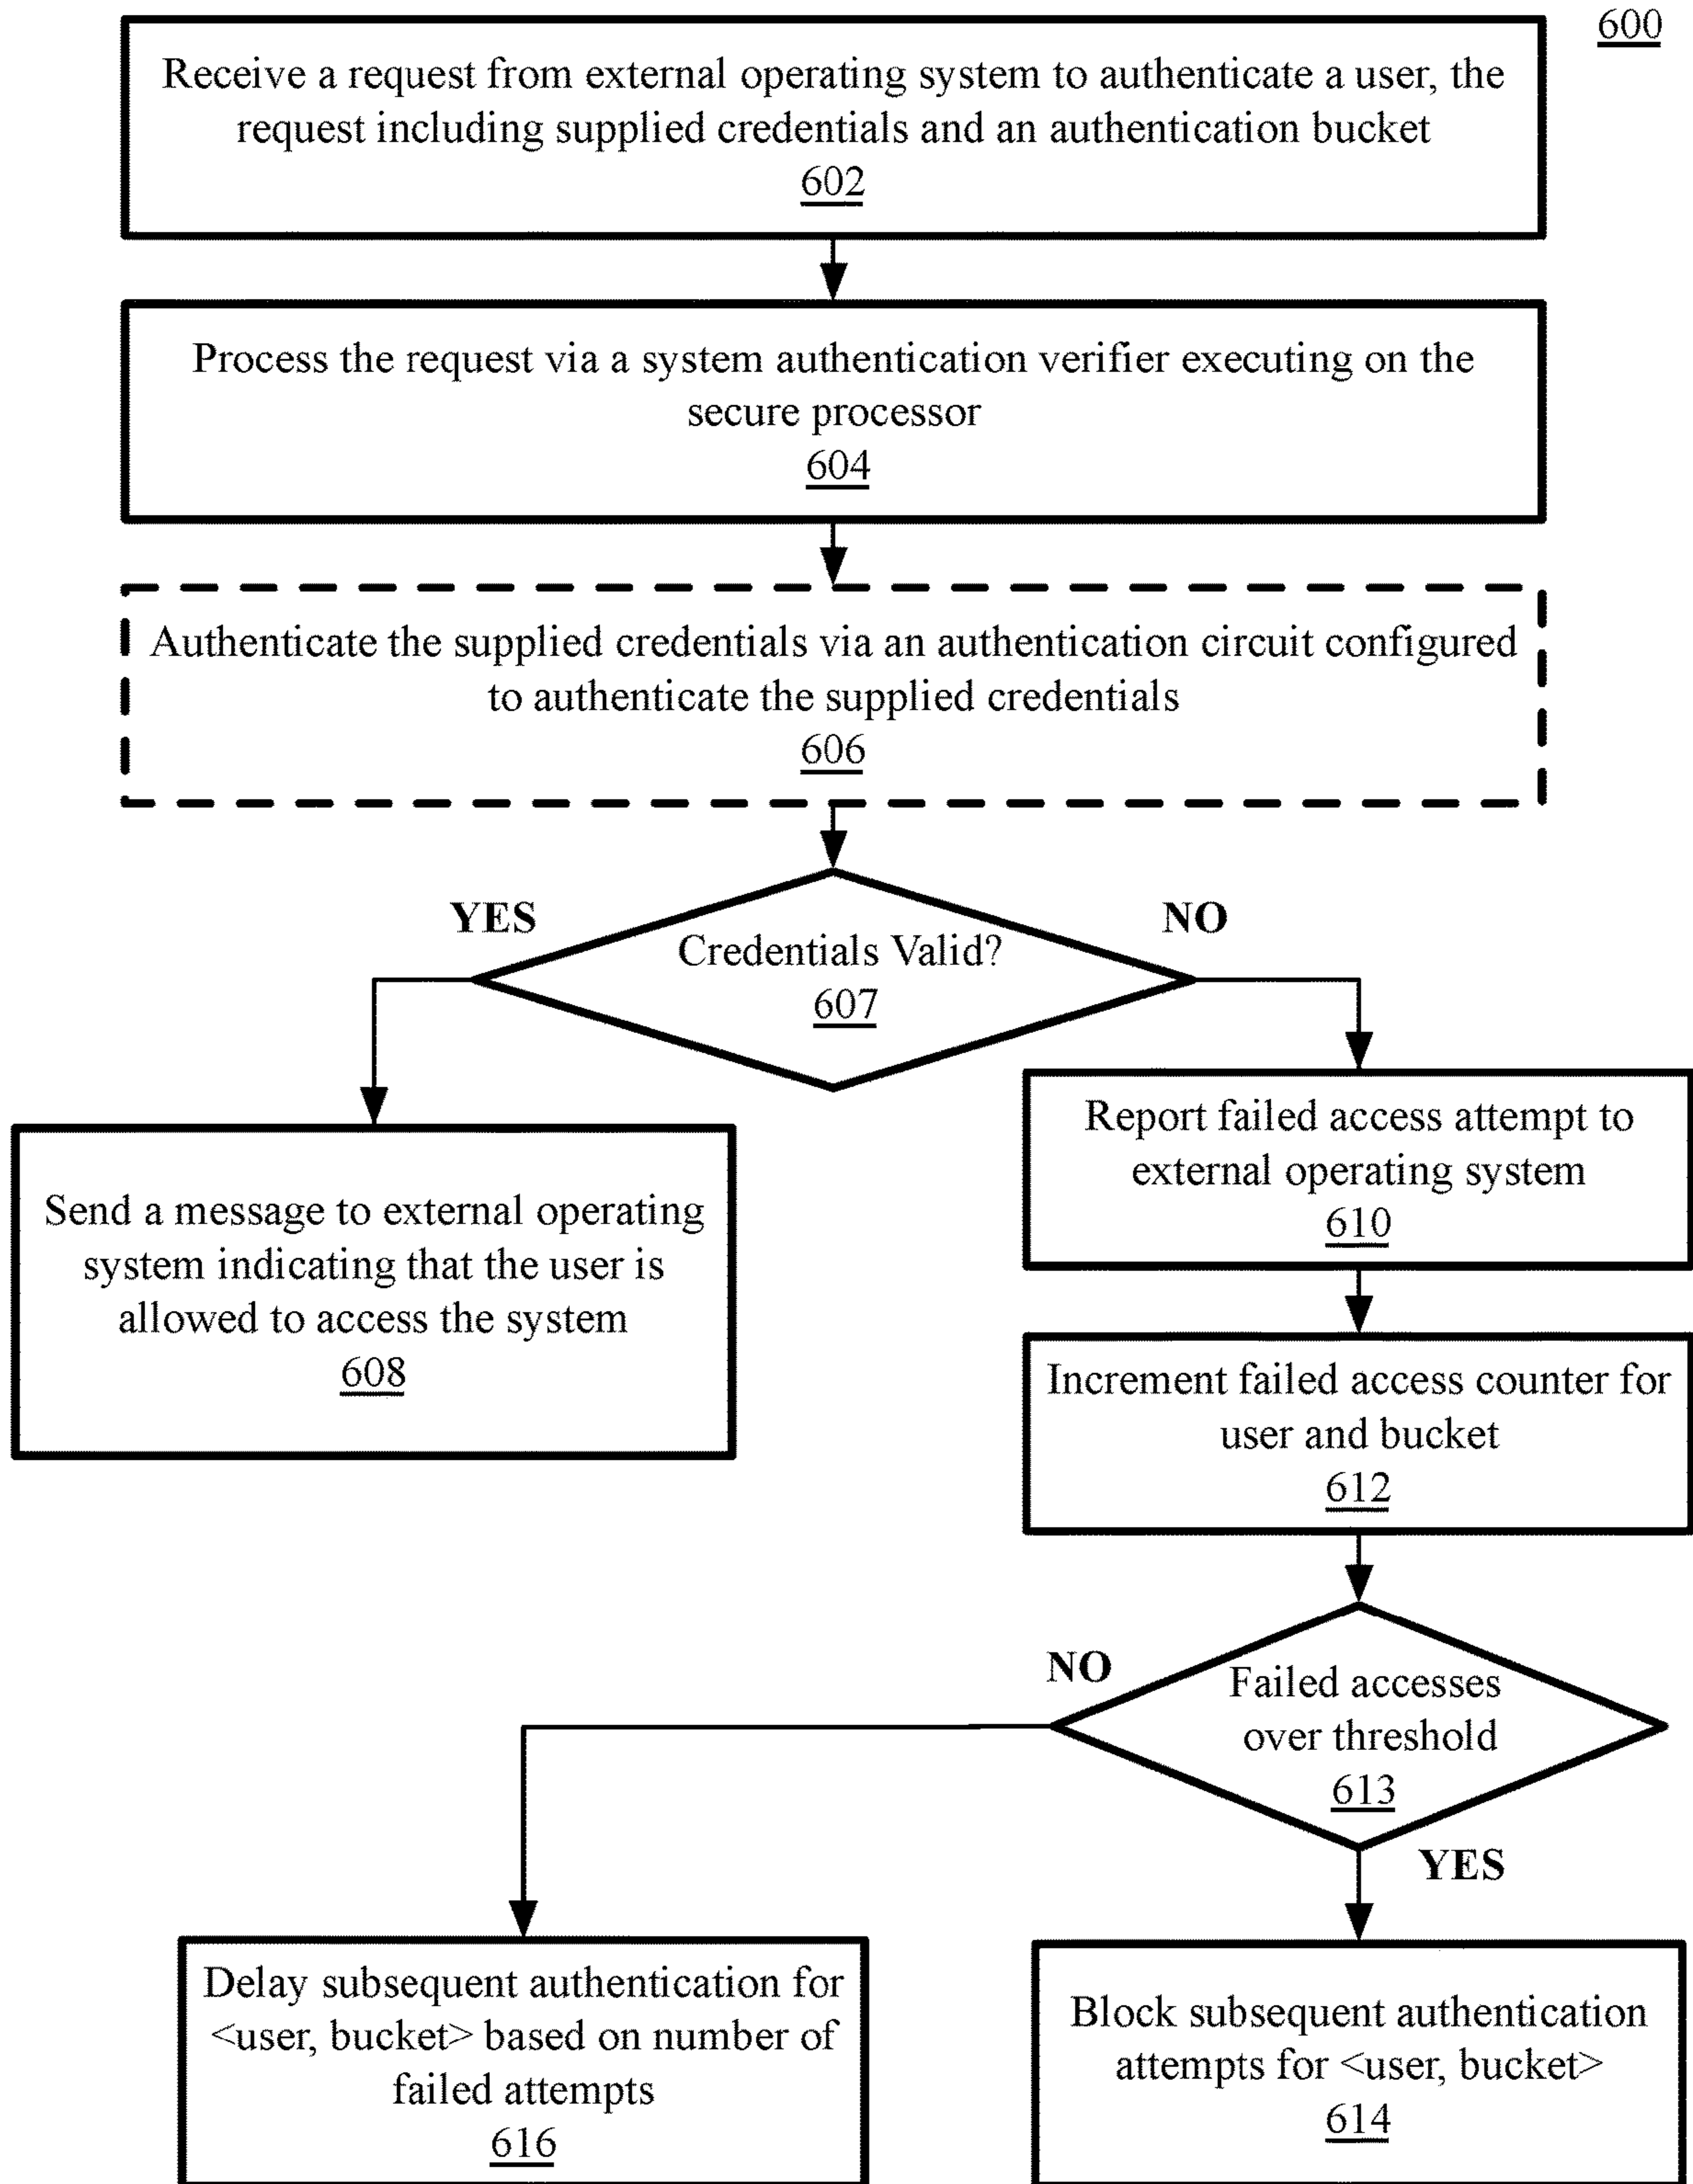 600
Receive a request from external operating system to authenticate a user, the
request including supplied credentials and an authentication bucket
602
Process the request via a system authentication verifier executing on the
secure processor
604
Authenticate the supplied credentials via an authentication circuit configured
to authenticate the supplied credentials
606
YES
NO
Credentials Valid?
607
Send a message to external operating
system indicating that the user is
allowed to access the system
608
Report failed access attempt to
external operating system
610
Increment failed access counter for
user and bucket
612
NO
Failed accesses
over threshold
613
YES
Delay subsequent authentication for
<user, bucket> based on number of
failed attempts
616
Block subsequent authentication
attempts for <user, bucket>
614